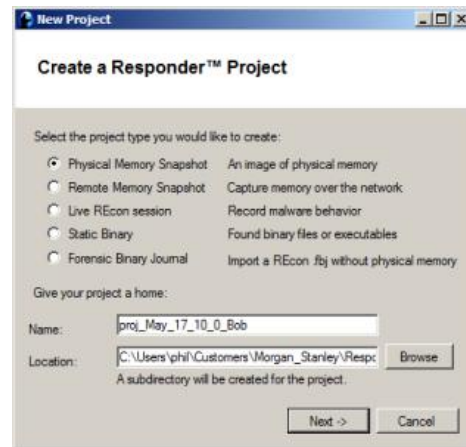 New Project
Create a Responder™ Project
Select the project type you would like to create:
Physical Memory Snapshot An image of physical memory
Remote Memory Snapshot Capture memory over the network
Live REcon session Record malware behavior
Static Binary Found binary files or executables
Forensic Binary Journal Import a REcon .fbj without physical memory
Give your project a home:
Name: proj_May_17_10_0_Bob
Location: C:\Users\phil\Customers\Morgan_Stanley\Respo Browse
A subdirectory will be created for the project.
Next -> Cancel